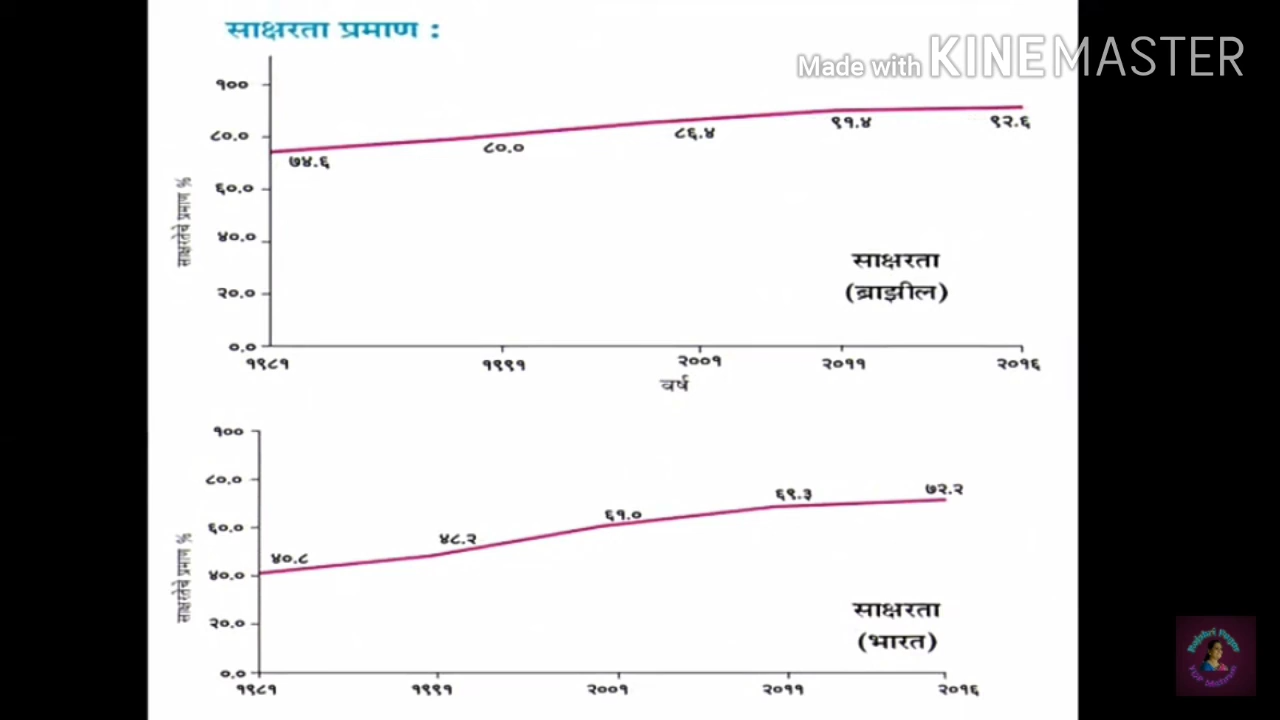 साक्षरता प्रमाण :
Made with KINEMASTER
१००
८०.०
६०.०
४०.०
२०.०
०.०
साक्षरतेचे प्रमाण %
७४.६
८०.०
८६.४
९१.४
९२.६
साक्षरता
(ब्राझील)
१९८१ १९९१ २००१ २०११ २०१६
वर्ष
१००
८०.०
६०.०
४०.०
२०.०
०.०
साक्षरतेचे प्रमाण %
४०.८
४८.२
६१.०
६९.३
७२.२
साक्षरता
(भारत)
१९८१ १९९१ २००१ २०११ २०१६